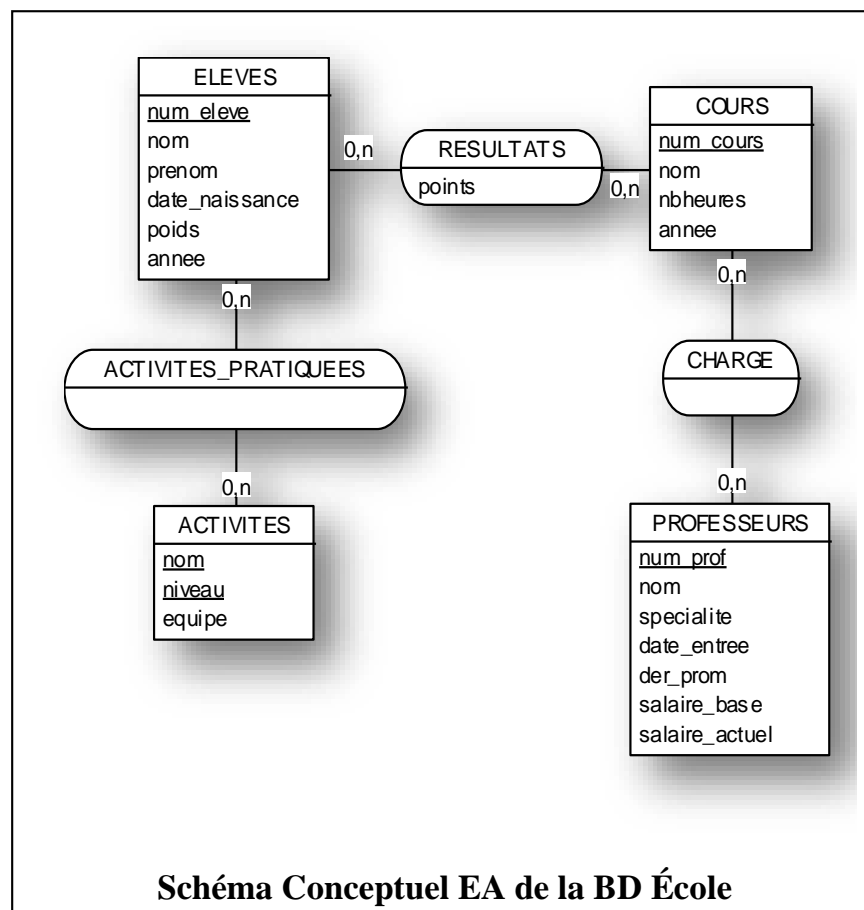 ELEVES
num_eleve
nom
prenom
date_naissance
poids
annee
0,n
RESULTATS
points
0,n
COURS
num_cours
nom
nbheures
annee
0,n
0,n
ACTIVITES_PRATIQUEES
CHARGE
0,n
0,n
ACTIVITES
nom
niveau
equipe
PROFESSEURS
num_prof
nom
specialite
date_entree
der_prom
salaire_base
salaire_actuel
Schéma Conceptuel EA de la BD École